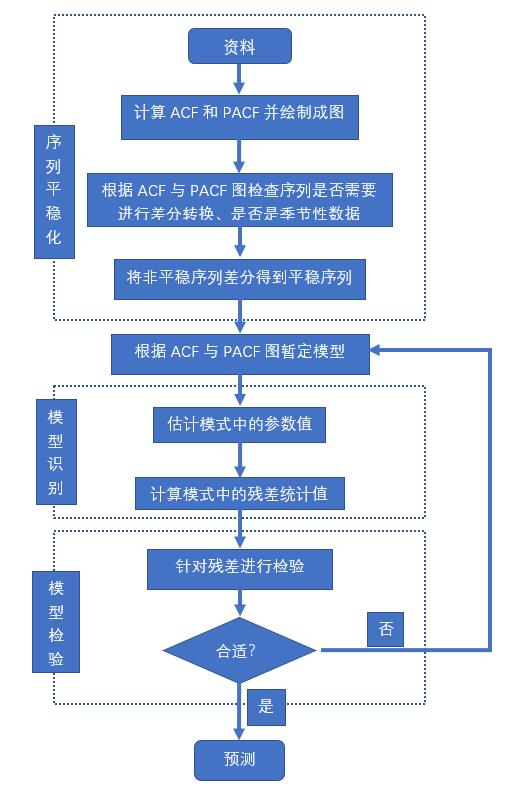 资料
计算 ACF 和 PACF 并绘制成图
序列平稳化
根据 ACF 与 PACF 图检查序列是否需要
进行差分转换、是否是季节性数据
将非平稳序列差分得到平稳序列
根据 ACF 与 PACF 图暂定模型
模型识别
估计模式中的参数值
计算模式中的残差统计值
针对残差进行检验
模型检验
合适？
否
是
预测